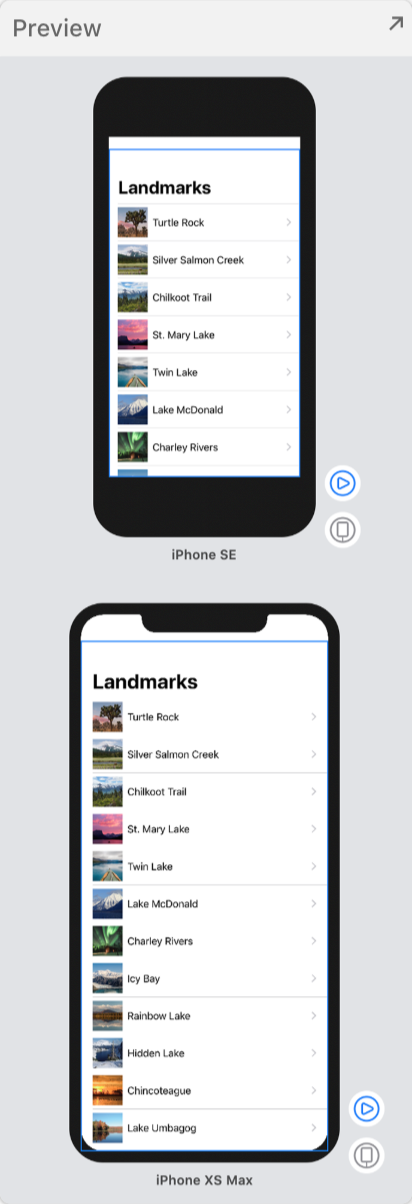 Preview
Landmarks
Turtle Rock
Silver Salmon Creek
Chilkoot Trail
St. Mary Lake
Twin Lake
Lake McDonald
Charley Rivers
iPhone SE
Landmarks
Turtle Rock
Silver Salmon Creek
Chilkoot Trail
St. Mary Lake
Twin Lake
Lake McDonald
Charley Rivers
Icy Bay
Rainbow Lake
Hidden Lake
Chincoteague
Lake Umbagog
iPhone XS Max